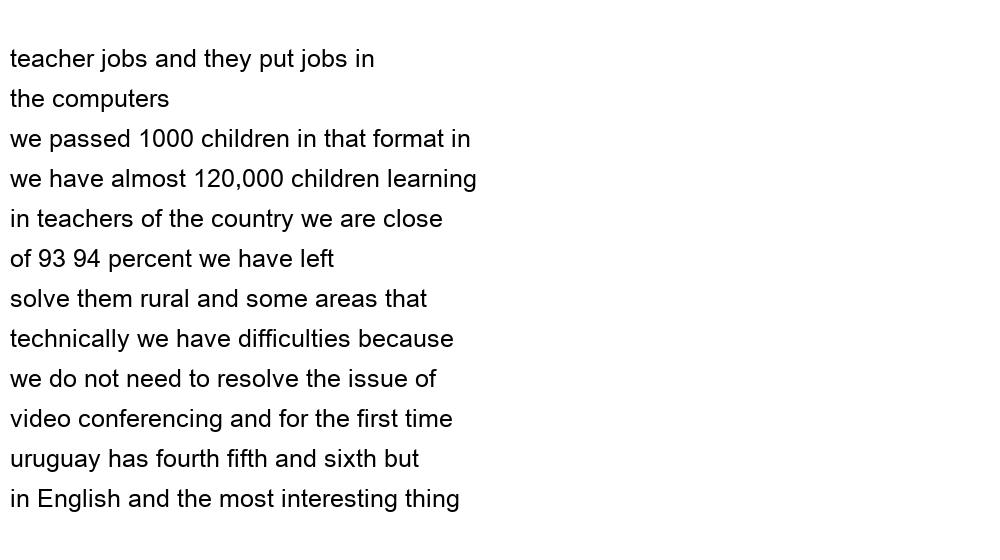 teacher jobs and they put jobs in
the computers
we passed 1000 children in that format in
we have almost 120,000 children learning
in teachers of the country we are close
of 93 94 percent we have left
solve them rural and some areas that
technically we have difficulties because
we do not need to resolve the issue of
video conferencing and for the first time
uruguay has fourth fifth and sixth but
in English and the most interesting thing